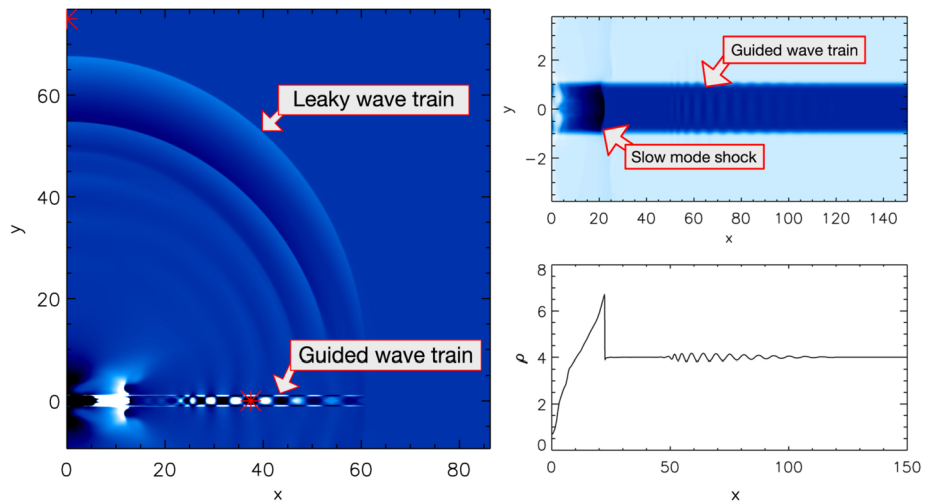 60
40
20
0
y
0 20 40 60 80
x
Leaky wave train
Guided wave train
2
0
−2
y
0 20 40 60 80 100 120 140
x
Guided wave train
Slow mode shock
8
6
4
2
0
ρ
0 50 100 150
x